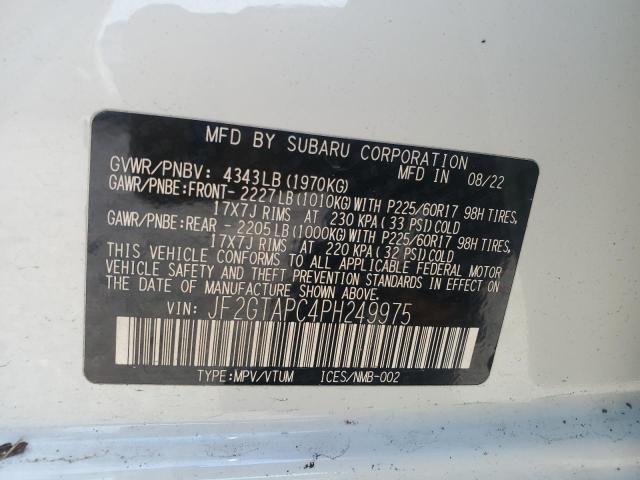 MFD BY SUBARU CORPORATION
GVWR/PNBV: 4343LB(1970KG) MFD IN 08/22
GAWR/PNBE:FRONT-2227LB(1010KG)WITH P225/60R17 98H TIRES,
17X7J RIMS AT 230 KPA(33 PSI)COLD
GAWR/PNBE:REAR -2205LB(1000KG)WITH P225/60R17 98H TIRES,
17X7J RIMS AT 220 KPA(32 PSI)COLD
THIS VEHICLE CONFORMS TO ALL APPLICABLE FEDERAL MOTOR
VEHICLE SAFETY AND THEFT PREVENTION STANDARDS IN EFFECT ON
THE DATE OF MANUFACTURE SHOWN ABOVE.
VIN: JF2GTAPC4PH249975
TYPE:MPV/VTUM ICES/NMB-002